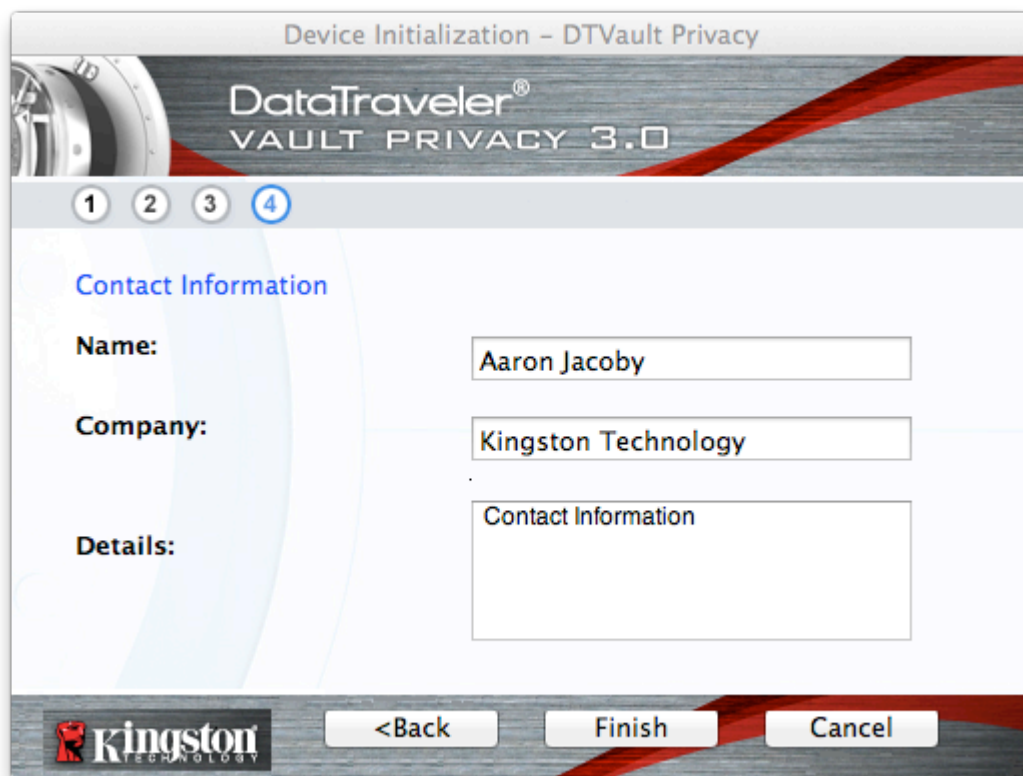 Device Initialization – DTVault Privacy
DataTraveler®
VAULT PRIVACY 3.0
1 2 3 4
Contact Information
Name: Aaron Jacoby
Company: Kingston Technology
.
Contact Information
Details:
Kingston <Back Finish Cancel
TECHNOLOGY